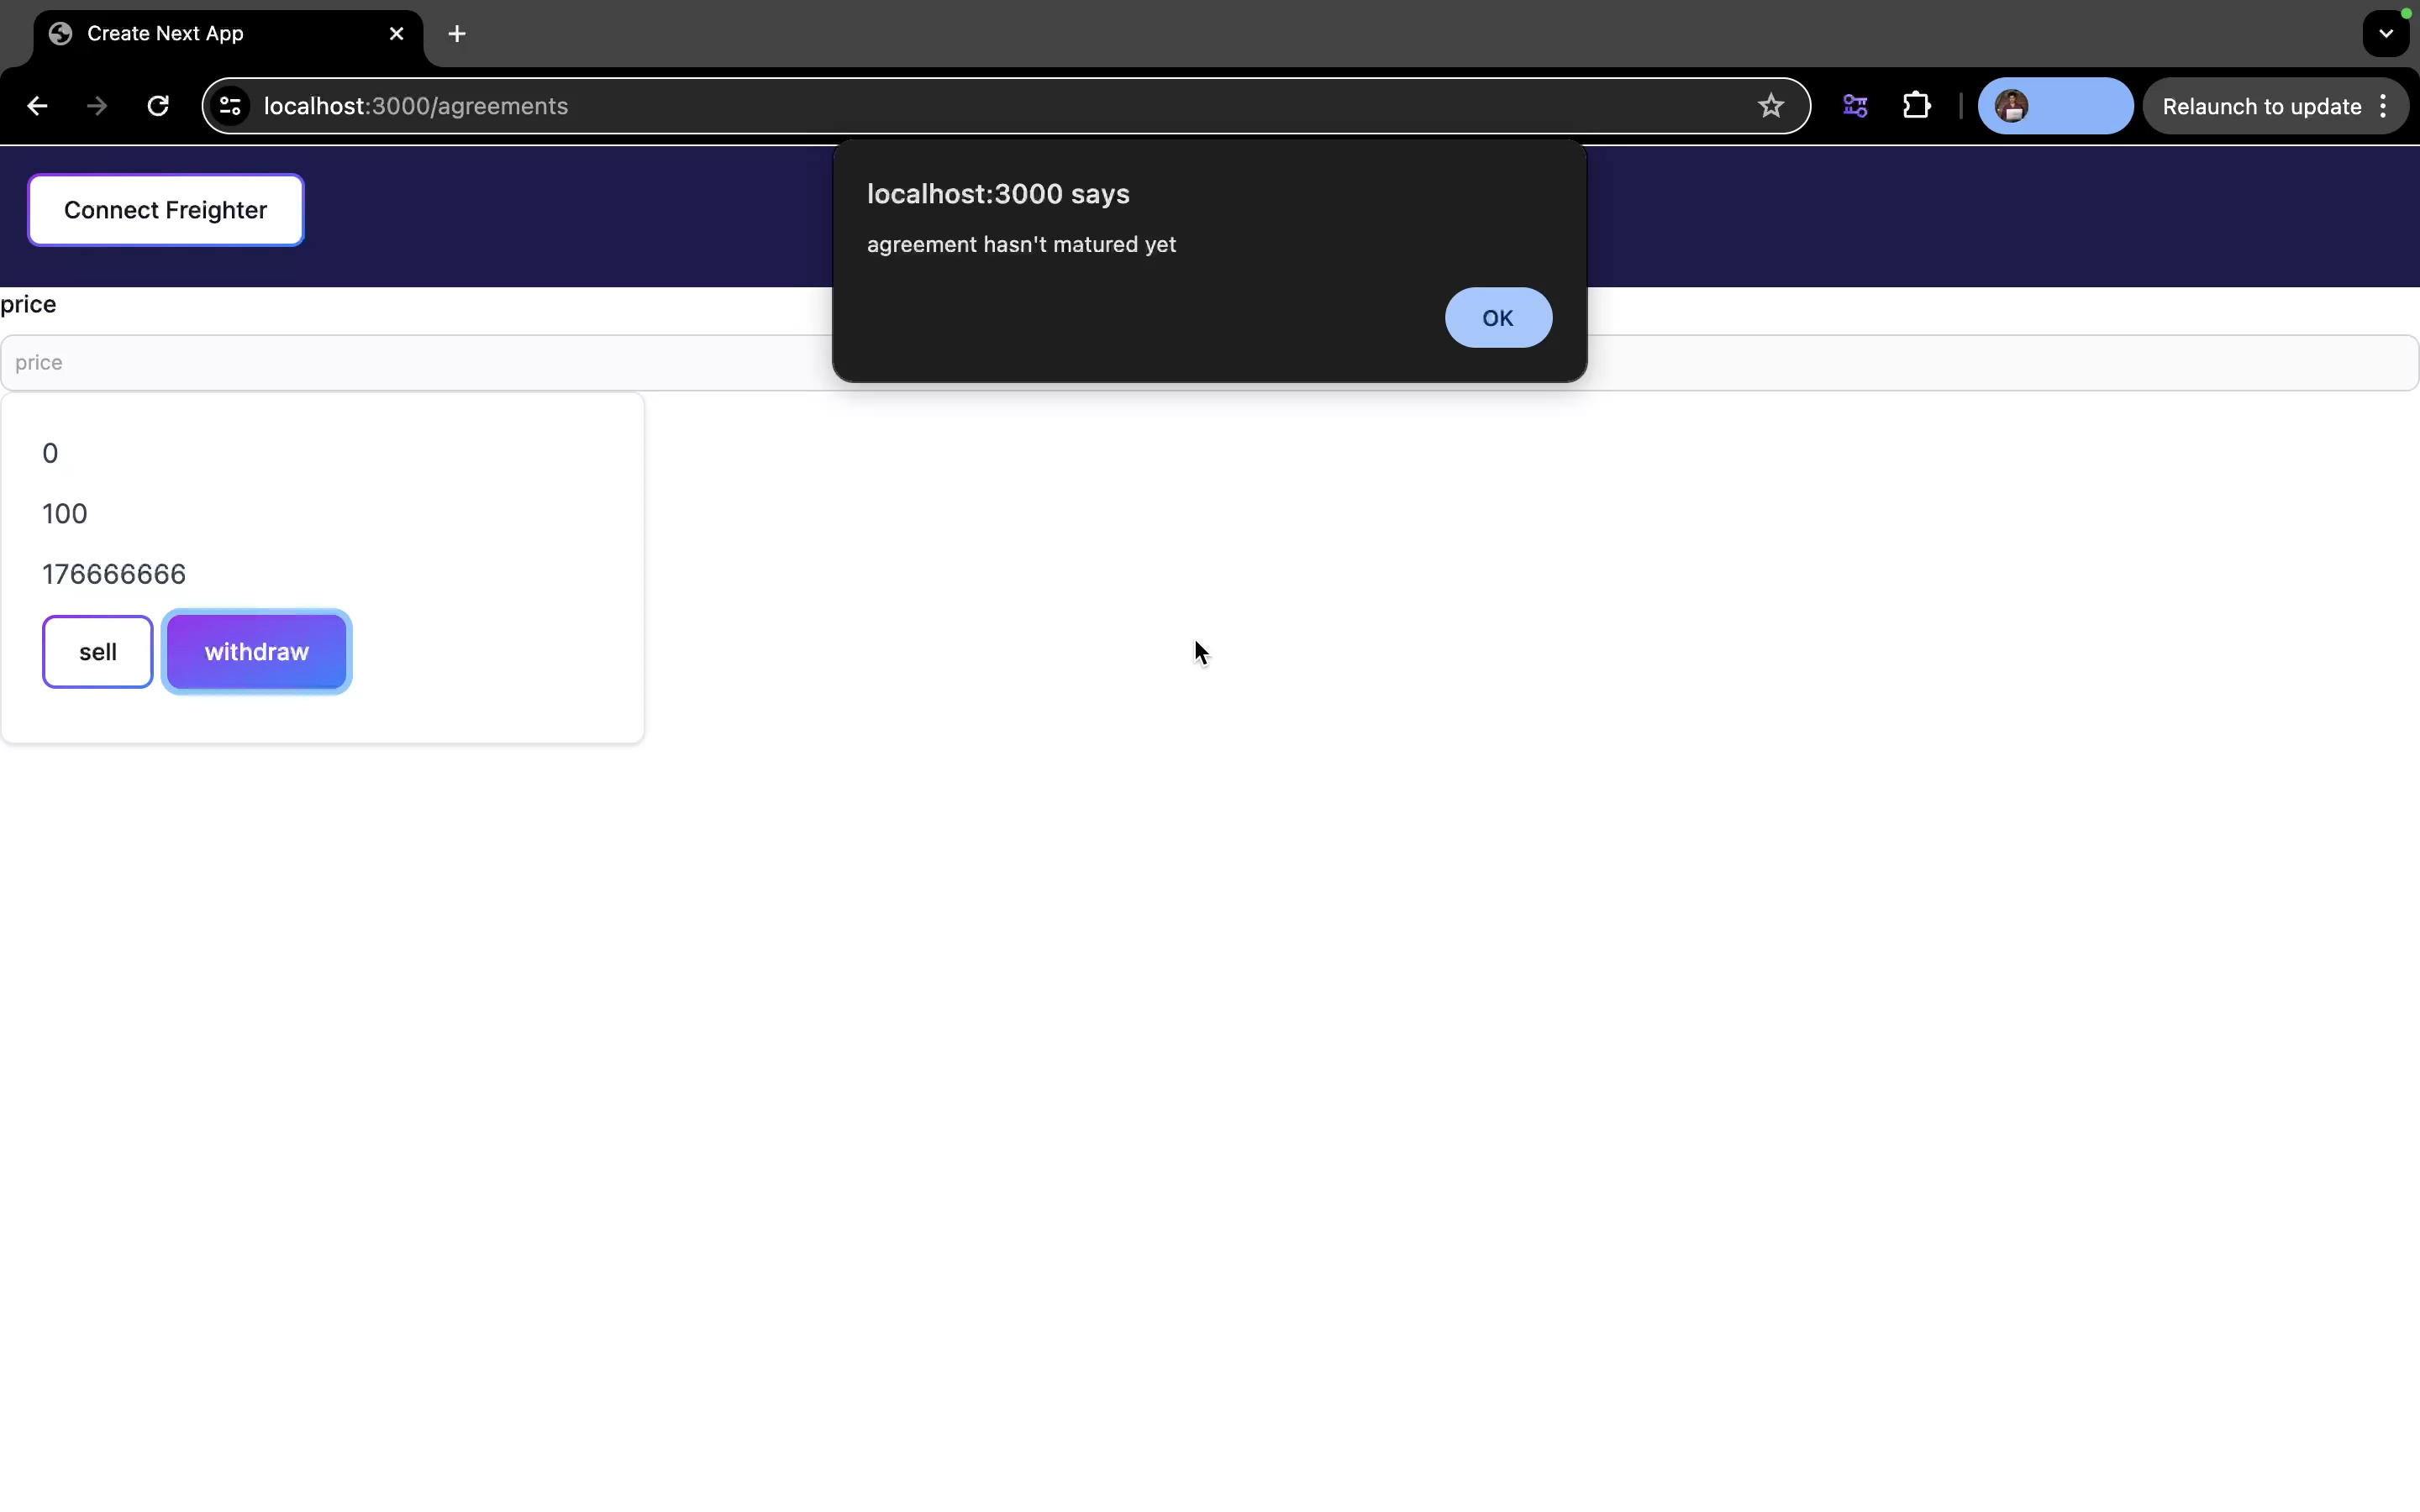 Create Next App
localhost:3000/agreements
Relaunch to update
Connect Freighter
localhost:3000 says
agreement hasn't matured yet
OK
price
price
0
100
176666666
sell withdraw